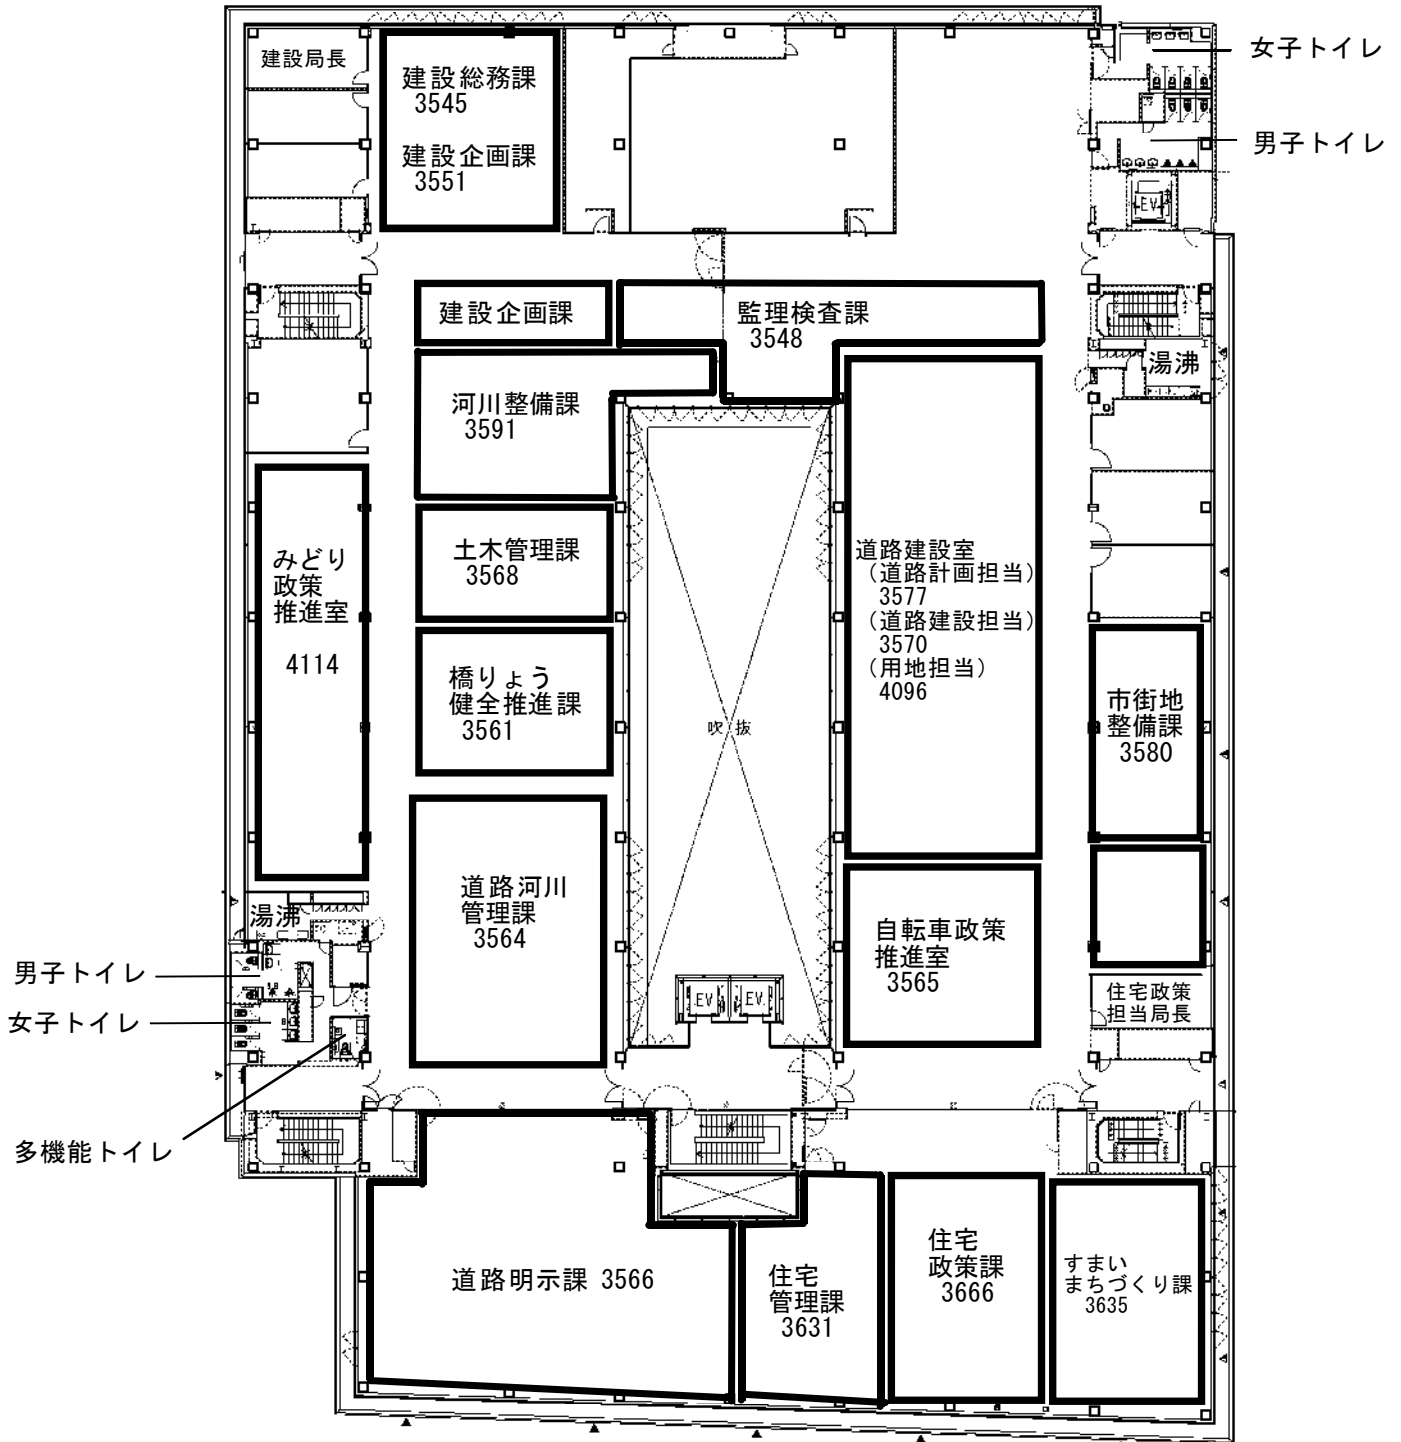 建設局長
建設総務課
3545
建設企画課
3551
女子トイレ
男子トイレ
EV
建設企画課
監理検査課
3548
湯沸
河川整備課
3591
土木管理課
3568
みどり
政策
推進室
4114
橋りょう
健全推進課
3561
吹抜
道路建設室
(道路計画担当)
3577
(道路建設担当)
3570
(用地担当)
4096
市街地
整備課
3580
道路河川
管理課
3564
湯沸
男子トイレ
女子トイレ
多機能トイレ
EV
EV
自転車政策
推進室
3565
住宅政策
担当局長
道路明示課 3566
住宅
管理課
3631
住宅
政策課
3666
すまい
まちづくり課
3635